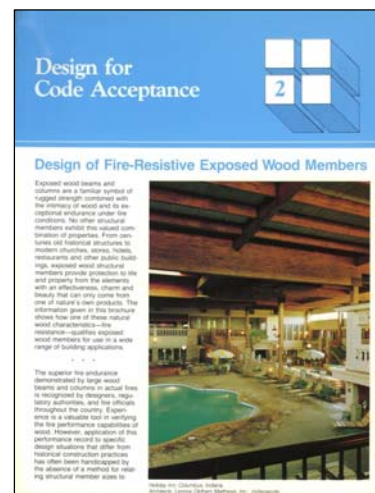 Design for
Code Acceptance
2
Design of Fire-Resistive Exposed Wood Members
Exposed wood beams and
columns are a familiar symbol of
rugged strength combined with
the intimacy of wood and its ex-
ceptional endurance under fire
conditions. No other structural
members exhibit this valued com-
bination of properties. From cen-
turies old historical structures to
modern churches, stores, hotels,
restaurants and other public build-
ings, exposed wood structural
members provide protection to life
and property from the elements
with an effectiveness, charm and
beauty that can only come from
one of nature's own products. The
information given in this brochure
shows how one of these natural
wood characteristics—fire
resistance—qualifies exposed
wood members for use in a wide
range of building applications.
• • •
The superior fire endurance
demonstrated by large wood
beams and columns in actual fires
is recognized by designers, regu-
latory authorities, and fire officials
throughout the country. Experi-
ence is a valuable tool in verifying
the fire performance capabilities of
wood. However, application of this
performance record to specific
design situations that differ from
historical construction practices
has often been handicapped by
the absence of a method for relat-
ing structural member sizes to
Holiday Inn, Columbus, Indiana
Architects: